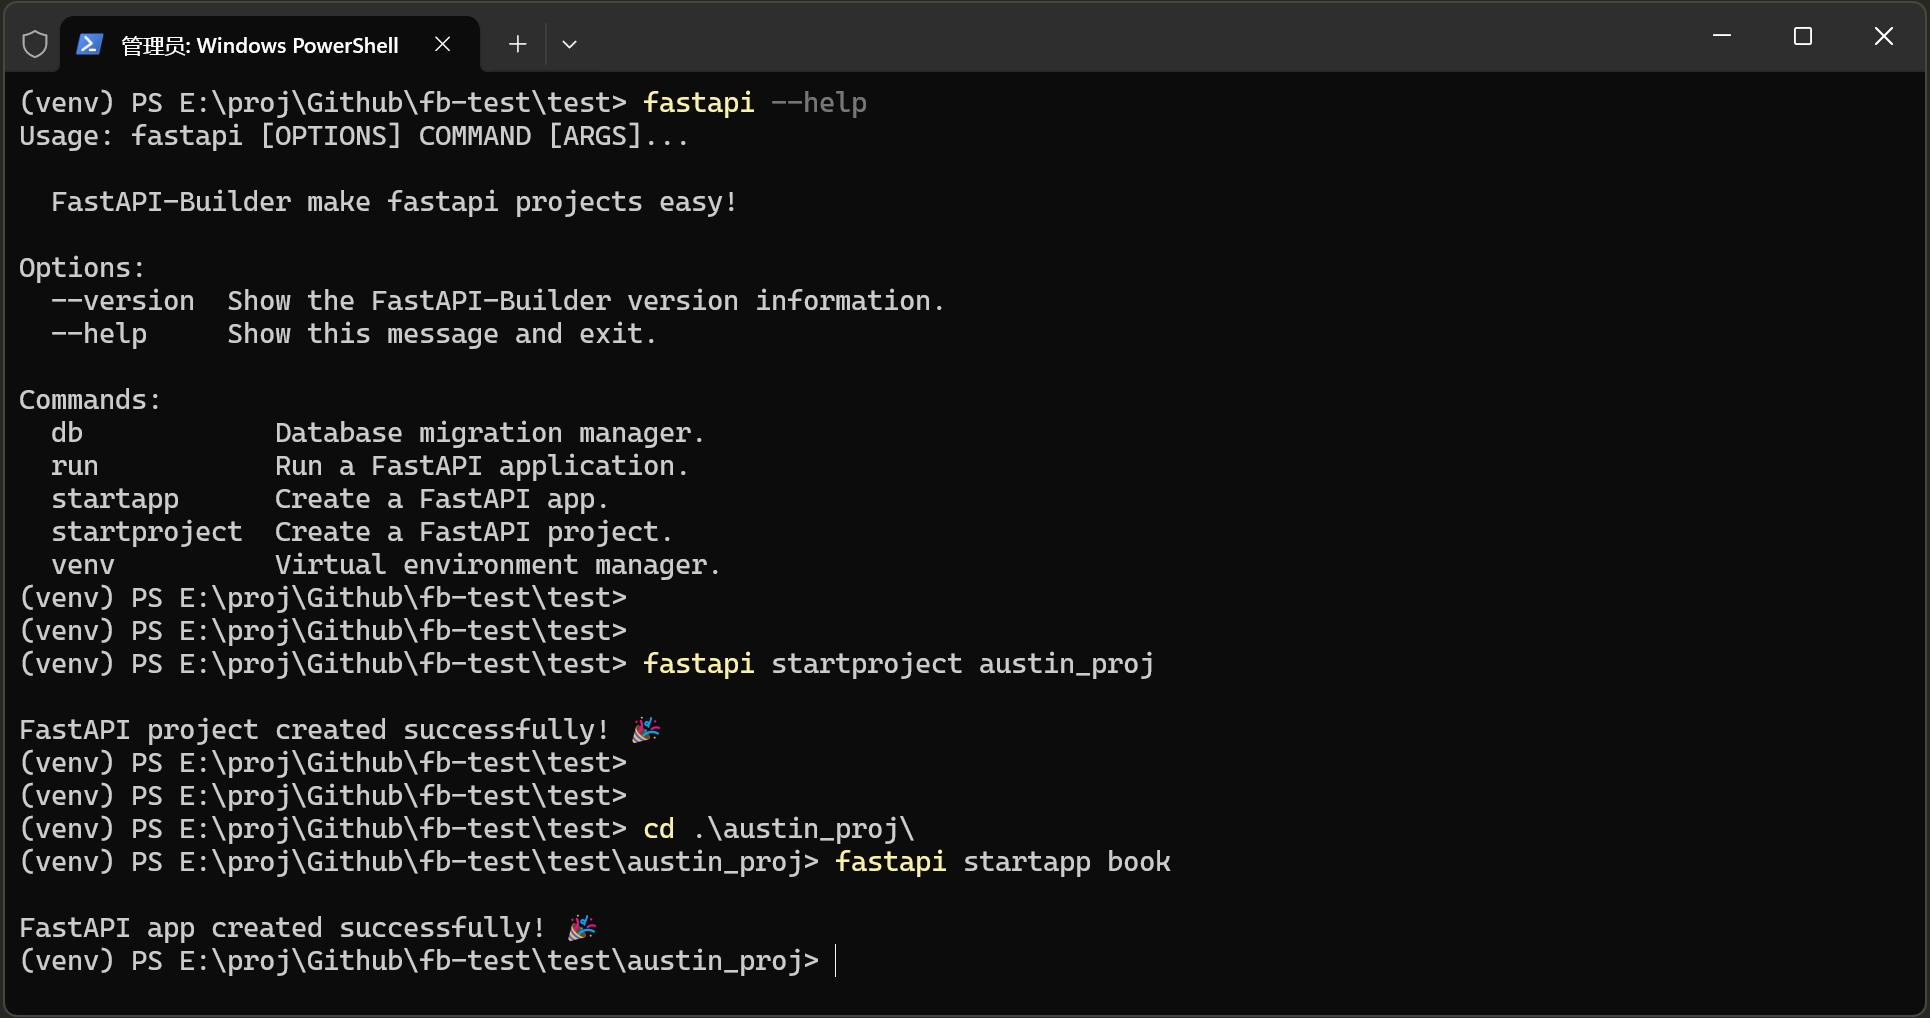 管理员: Windows PowerShell
(venv) PS E:\proj\Github\fb-test\test> fastapi --help
Usage: fastapi [OPTIONS] COMMAND [ARGS]...
FastAPI-Builder make fastapi projects easy!
Options:
--version  Show the FastAPI-Builder version information.
--help     Show this message and exit.
Commands:
db            Database migration manager.
run           Run a FastAPI application.
startapp      Create a FastAPI app.
startproject  Create a FastAPI project.
venv          Virtual environment manager.
(venv) PS E:\proj\Github\fb-test\test>
(venv) PS E:\proj\Github\fb-test\test>
(venv) PS E:\proj\Github\fb-test\test> fastapi startproject austin_proj
FastAPI project created successfully! 🎉
(venv) PS E:\proj\Github\fb-test\test>
(venv) PS E:\proj\Github\fb-test\test>
(venv) PS E:\proj\Github\fb-test\test> cd .\austin_proj\
(venv) PS E:\proj\Github\fb-test\test\austin_proj> fastapi startapp book
FastAPI app created successfully! 🎉
(venv) PS E:\proj\Github\fb-test\test\austin_proj>